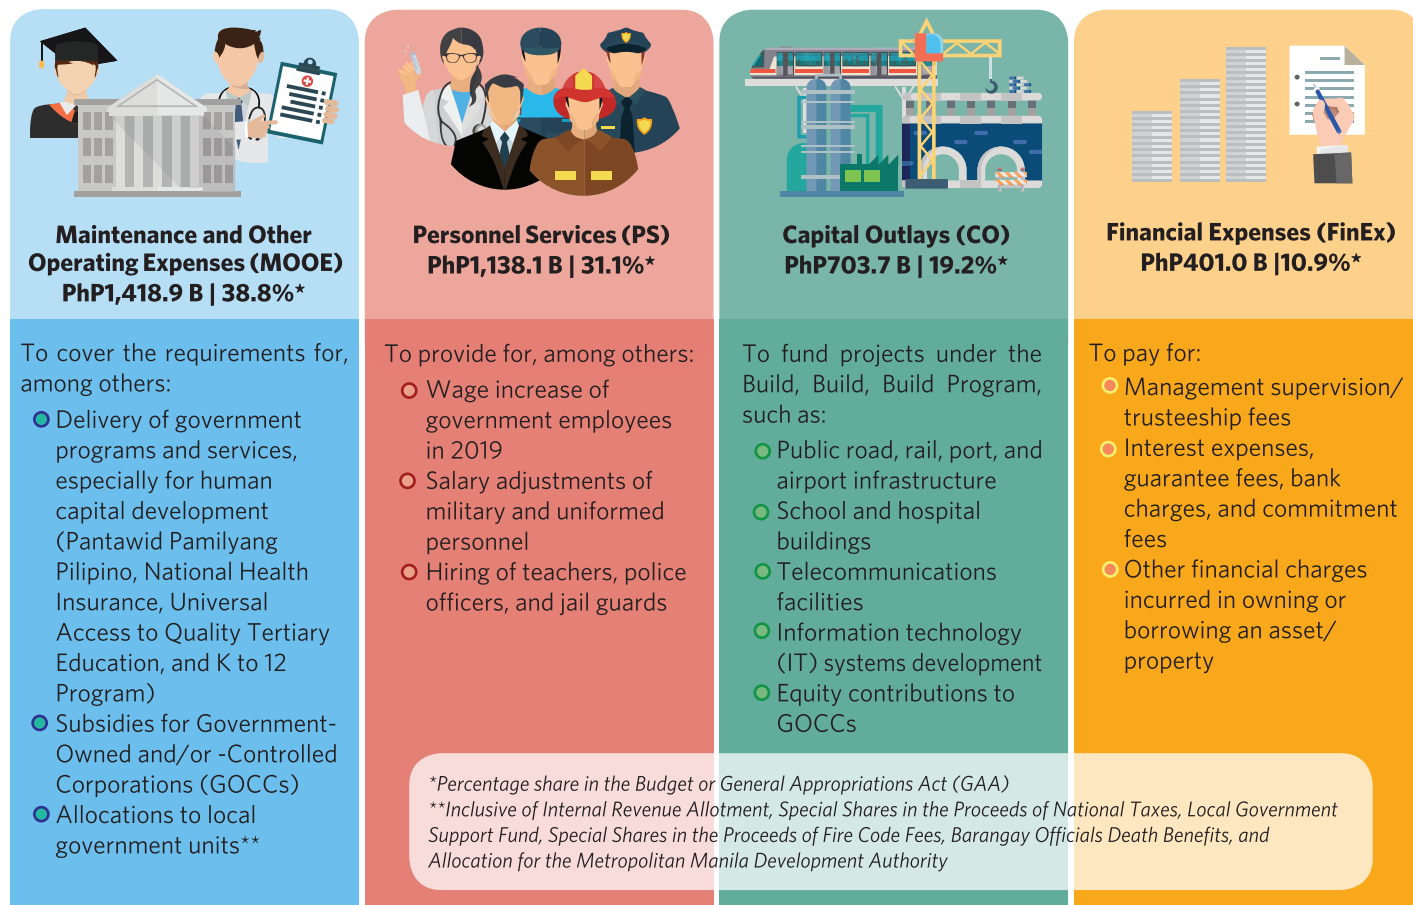 Maintenance and Other
Operating Expenses (MOOE)
PhP1,418.9 B | 38.8%*
To cover the requirements for,
among others:
Delivery of government
programs and services,
especially for human
capital development
(Pantawid Pamilyang
Pilipino, National Health
Insurance, Universal
Access to Quality Tertiary
Education, and K to 12
Program)
Subsidies for Government-
Owned and/or -Controlled
Corporations (GOCCs)
Allocations to local
government units**
Personnel Services (PS)
PhP1,138.1 B | 31.1%*
To provide for, among others:
Wage increase of
government employees
in 2019
Salary adjustments of
military and uniformed
personnel
Hiring of teachers, police
officers, and jail guards
Capital Outlays (CO)
PhP703.7 B | 19.2%*
To fund projects under the
Build, Build, Build Program,
such as:
Public road, rail, port, and
airport infrastructure
School and hospital
buildings
Telecommunications
facilities
Information technology
(IT) systems development
Equity contributions to
GOCCs
Financial Expenses (FinEx)
PhP401.0 B |10.9%*
To pay for:
Management supervision/
trusteeship fees
Interest expenses,
guarantee fees, bank
charges, and commitment
fees
Other financial charges
incurred in owning or
borrowing an asset/
property
*Percentage share in the Budget or General Appropriations Act (GAA)
**Inclusive of Internal Revenue Allotment, Special Shares in the Proceeds of National Taxes, Local Government
Support Fund, Special Shares in the Proceeds of Fire Code Fees, Barangay Officials Death Benefits, and
Allocation for the Metropolitan Manila Development Authority